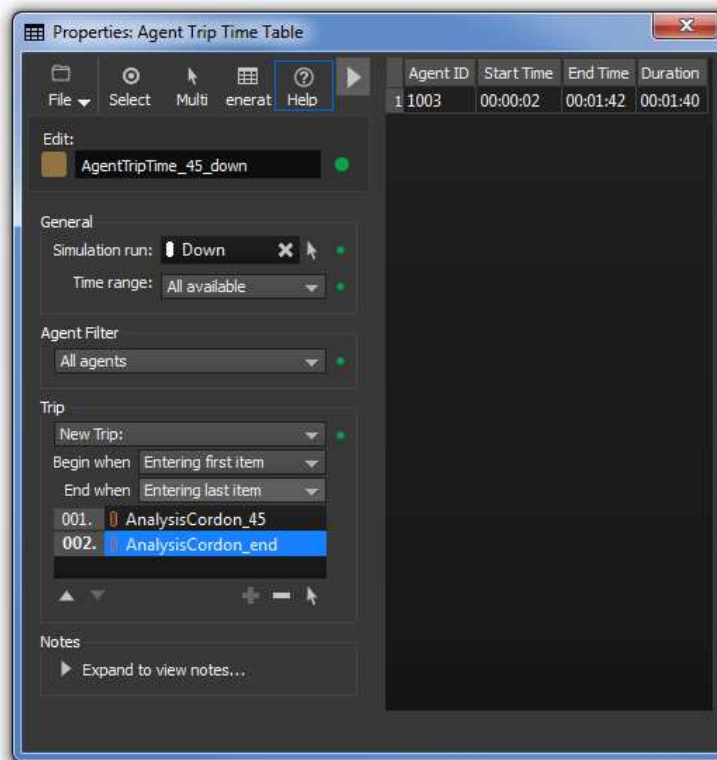 Properties: Agent Trip Time Table
X
File Select Multi enerat Help
Edit:
AgentTripTime_45_down
General
Simulation run: Down
Time range: All available
Agent Filter
All agents
Trip
New Trip:
Begin when Entering first item
End when Entering last item
001. AnalysisCordon_45
002. AnalysisCordon_end
Notes
Expand to view notes...
Agent ID Start Time End Time Duration
1 1003 00:00:02 00:01:42 00:01:40